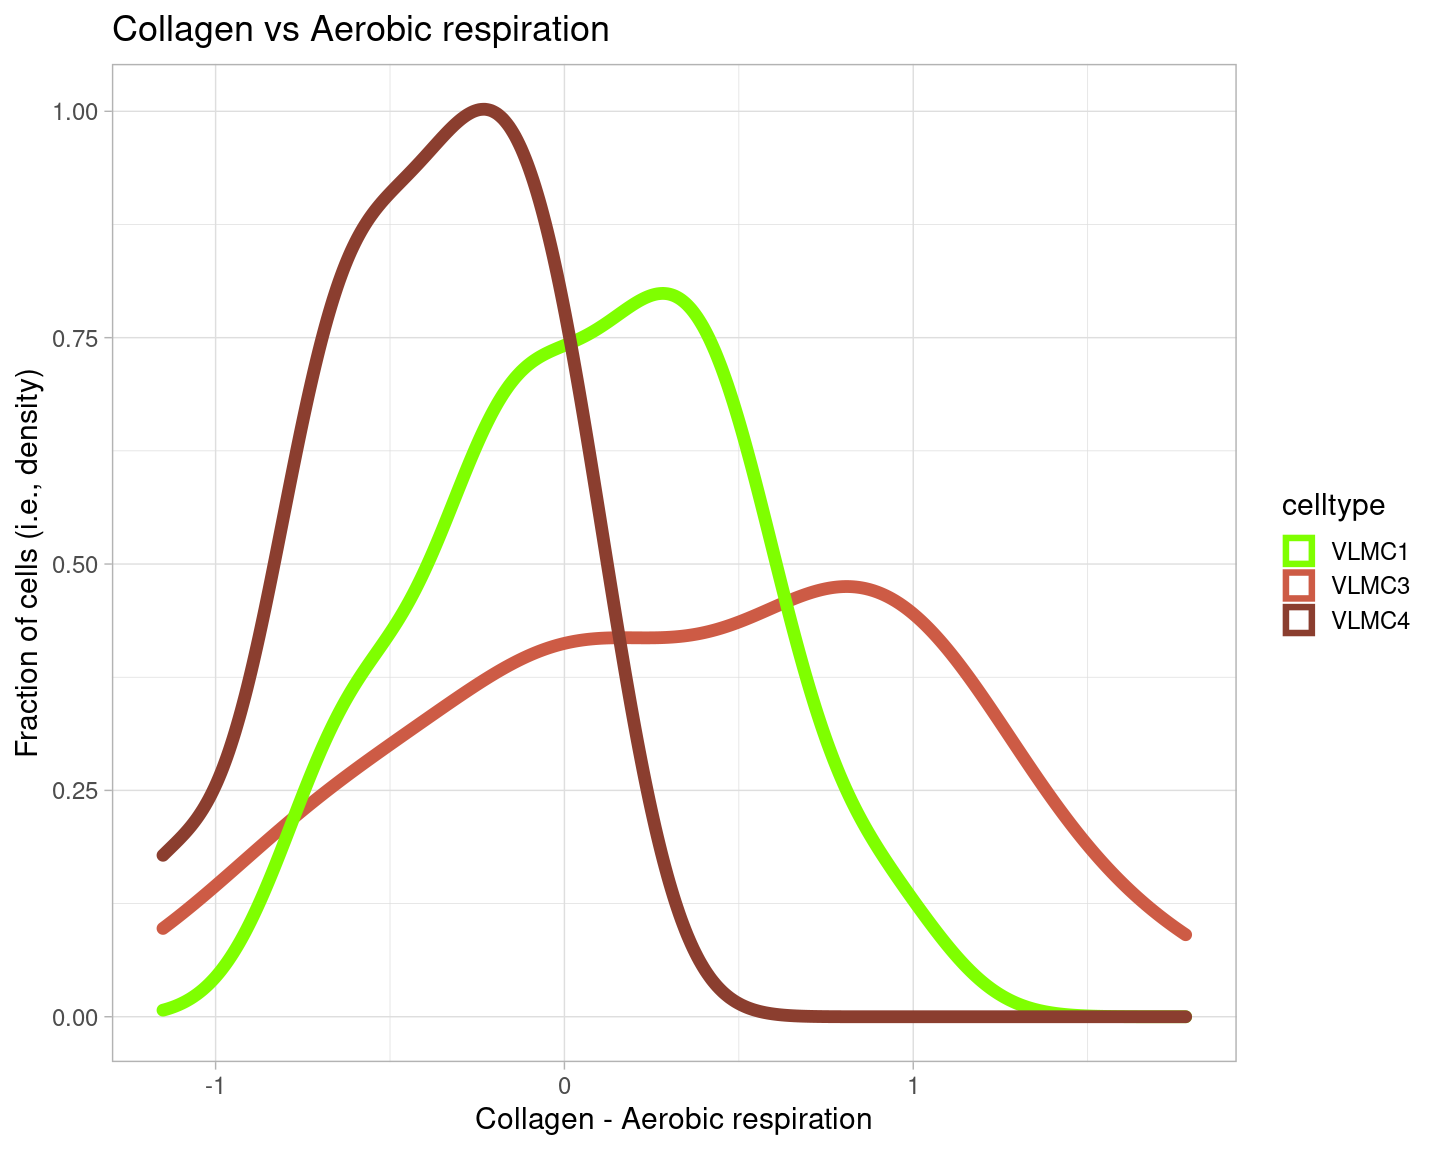 Collagen vs Aerobic respiration
Fraction of cells (i.e., density)
1.00
0.75
0.50
0.25
0.00
-1
0
1
Collagen - Aerobic respiration
celltype
VLMC1
VLMC3
VLMC4